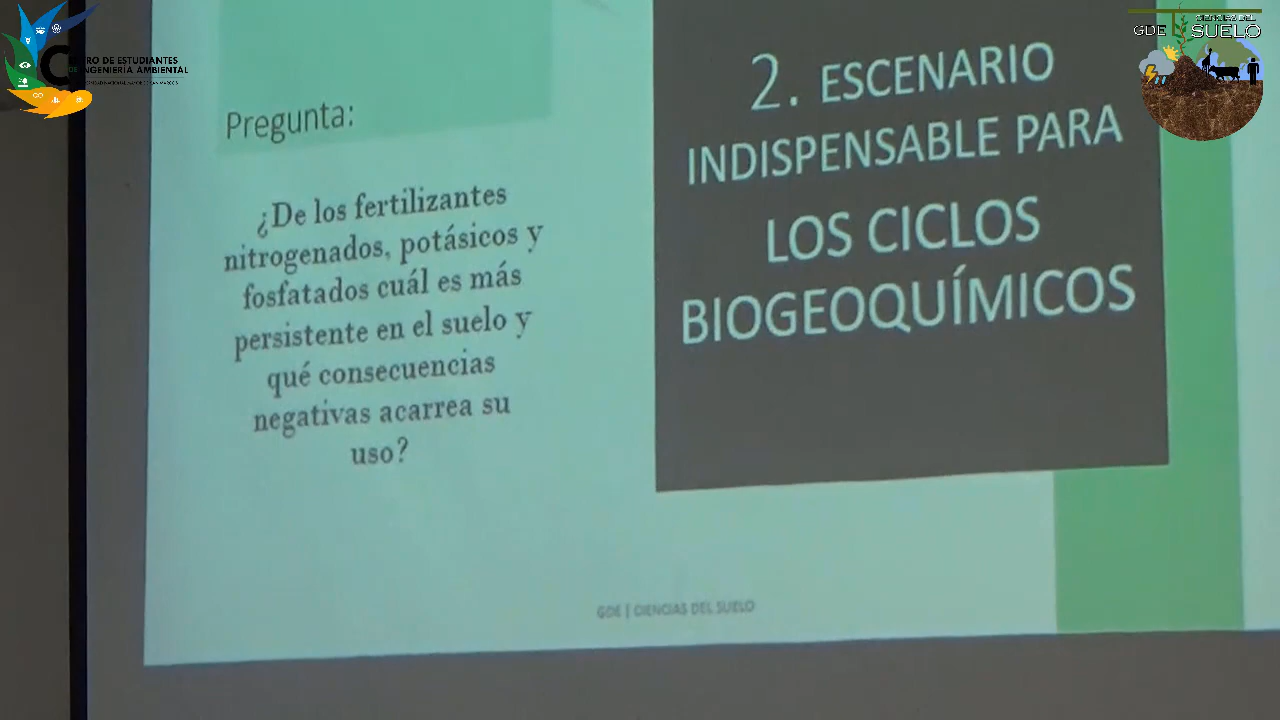 CENTRO DE ESTUDIANTES
DE INGENIERÍA AMBIENTAL
GDE
CIENCIAS DEL
SUELO
Pregunta:
¿De los fertilizantes
nitrogenados, potásicos y
fosfatados cuál es más
persistente en el suelo y
qué consecuencias
negativas acarrea su
uso?
2. ESCENARIO
INDISPENSABLE PARA
LOS CICLOS
BIOGEOQUÍMICOS
GDE | CIENCIAS DEL SUELO